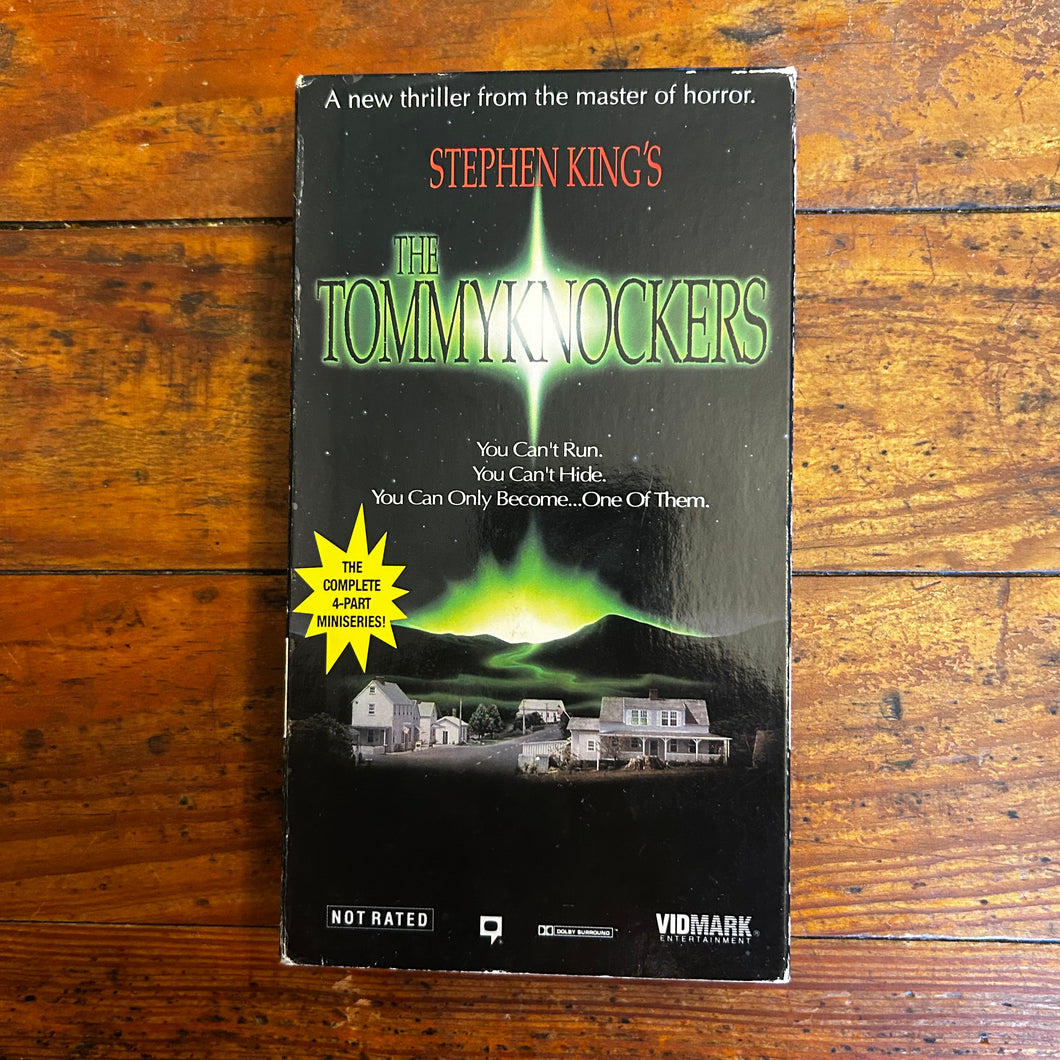 A new thriller from the master of horror.
STEPHEN KING'S
THE
TOMMYKNOCKERS
You Can't Run.
You Can't Hide.
You Can Only Become...One Of Them.
THE
COMPLETE
4-PART
MINISERIES!
NOT RATED
DOLBY SURROUND ™
VIDMARK ®
ENTERTAINMENT